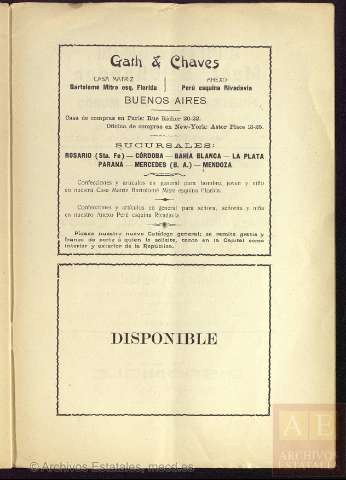 Gath & Chaves
CASA MATRIZ
Bartolomé Mitre esq. Florida
ANEXO
Perú esquina Rivadavia
BUENOS AIRES
Casa de compras en París: Rue Richer 20-22.
Oficina de compras en New-York: Astor Place 13-25.
SUCURSALES:
ROSARIO (Sta. Fe) — CÓRDOBA — BAHÍA BLANCA — LA PLATA
PARANÁ — MERCEDES (B. A.) — MENDOZA
Confecciones y artículos en general para hombre, joven y niño
en nuestra Casa Matriz Bartolomé Mitre esquina Florida.
Confecciones y artículos en general para señora, señorita y niña
en nuestro Anexo Perú esquina Rivadavia.
Pidase nuestro nuevo Catálogo general; se remite gratis y
franco de porte á quien lo solicite, tanto en la Capital como
interior y exterior de la República.
DISPONIBLE
AE
ARCHIVOS
ESTATALES
© Archivos Estatales, mecd.es